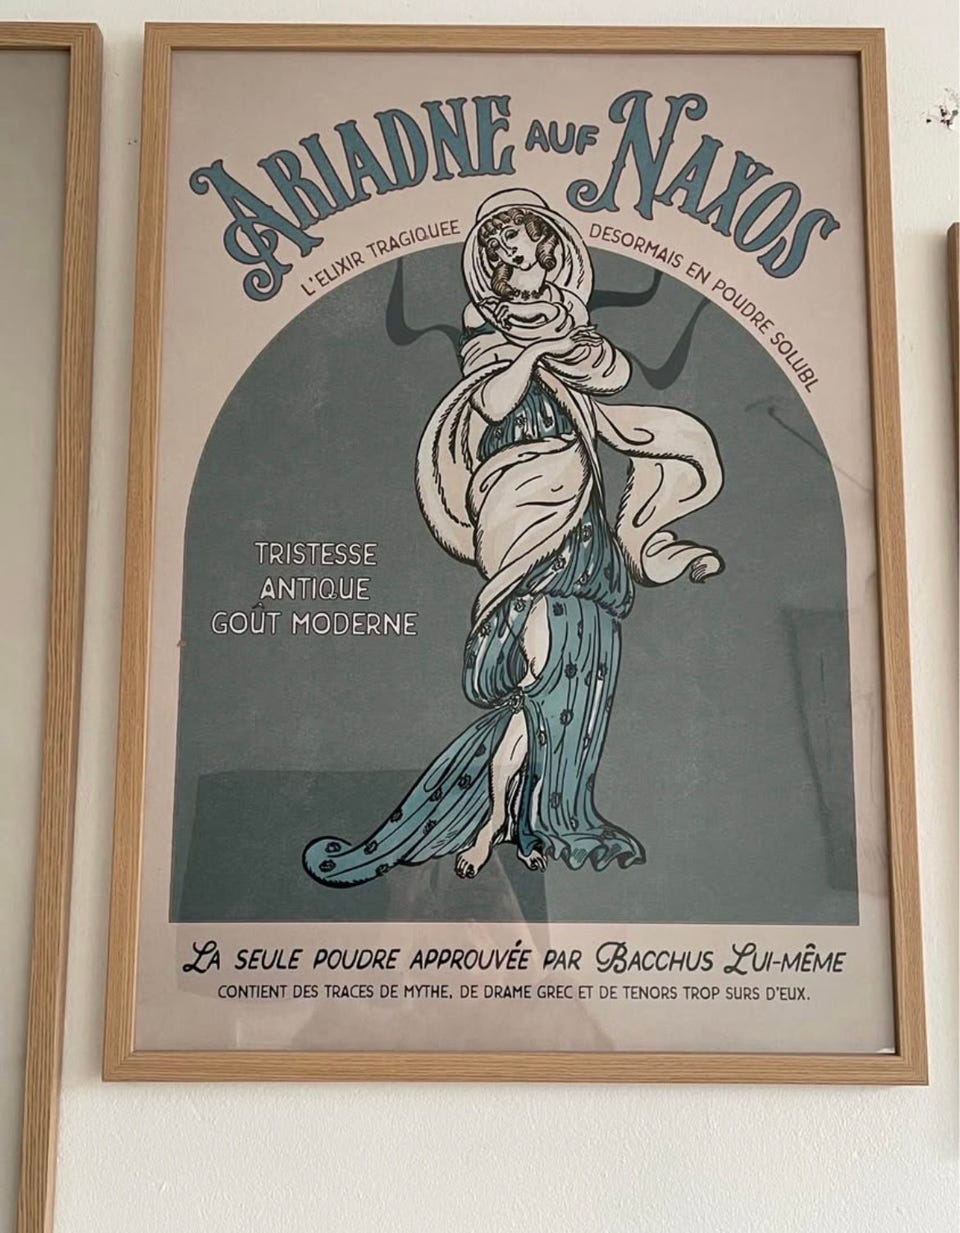 ARIADNE AUF NAXOS
L'ELIXIR TRAGIQUEE DESORMAIS EN POUDRE SOLUBL
TRISTESSE
ANTIQUE
GOÛT MODERNE
LA SEULE POUDRE APPROUVÉE PAR BACCHUS LUI-MÊME
CONTIENT DES TRACES DE MYTHE, DE DRAME GREC ET DE TENORS TROP SURS D'EUX.